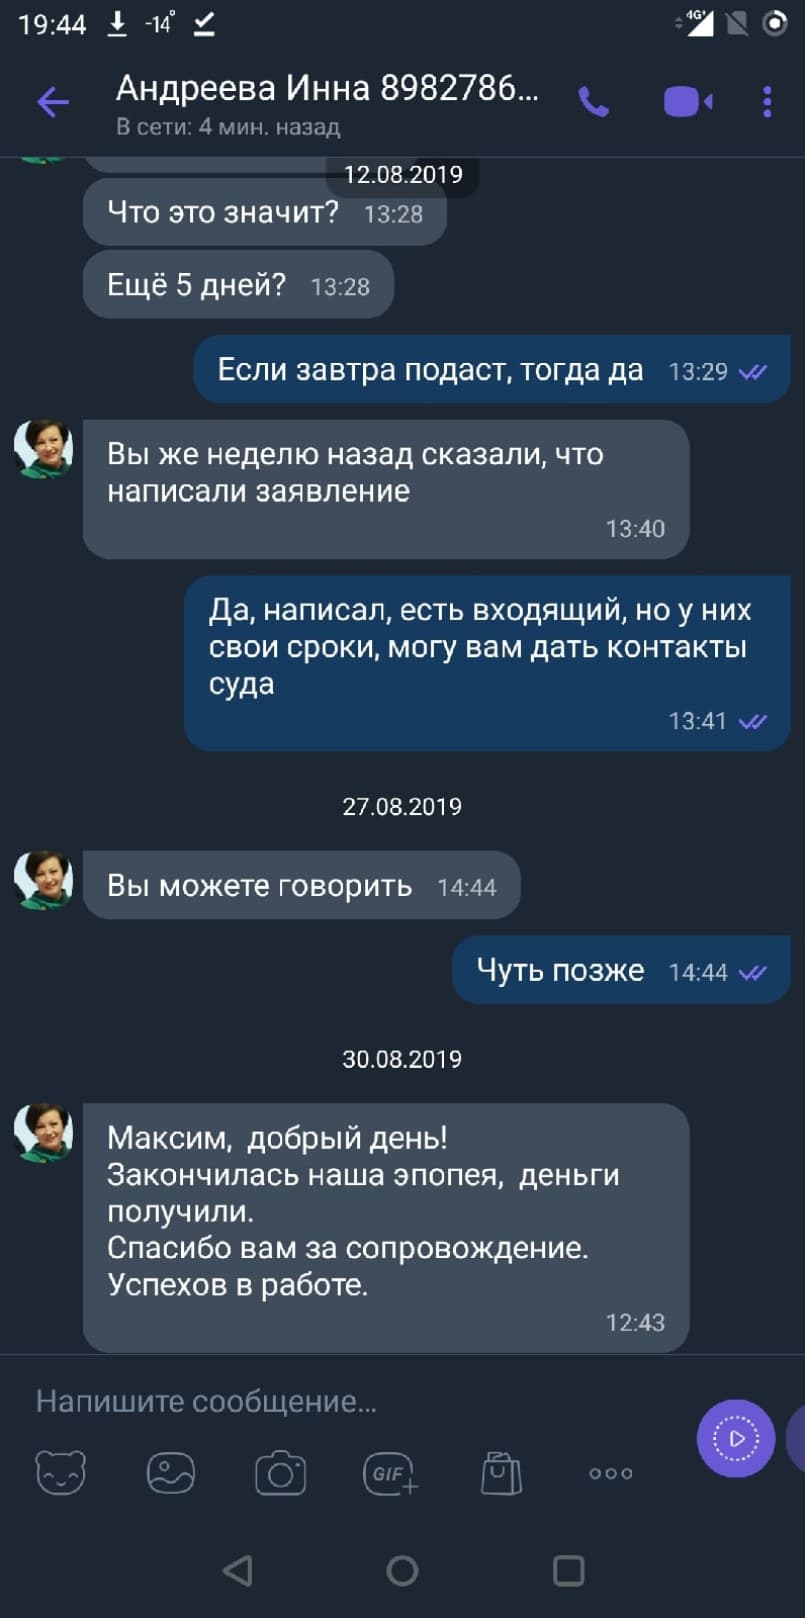 19:44
-14°
4G+
Андреева Инна 8982786...
В сети: 4 мин. назад
12.08.2019
Что это значит? 13:28
Ещё 5 дней? 13:28
Если завтра подаст, тогда да 13:29
Вы же неделю назад сказали, что
написали заявление
13:40
Да, написал, есть входящий, но у них
свои сроки, могу вам дать контакты
суда
13:41
27.08.2019
Вы можете говорить 14:44
Чуть позже 14:44
30.08.2019
Максим, добрый день!
Закончилась наша эпопея, деньги
получили.
Спасибо вам за сопровождение.
Успехов в работе.
12:43
Напишите сообщение...
GIF